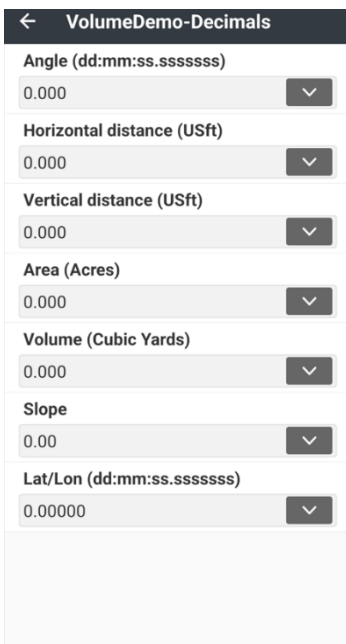 VolumeDemo-Decimals
Angle (dd:mm:ss.sssssss)
0.000
Horizontal distance (USft)
0.000
Vertical distance (USft)
0.000
Area (Acres)
0.000
Volume (Cubic Yards)
0.000
Slope
0.00
Lat/Lon (dd:mm:ss.sssssss)
0.00000